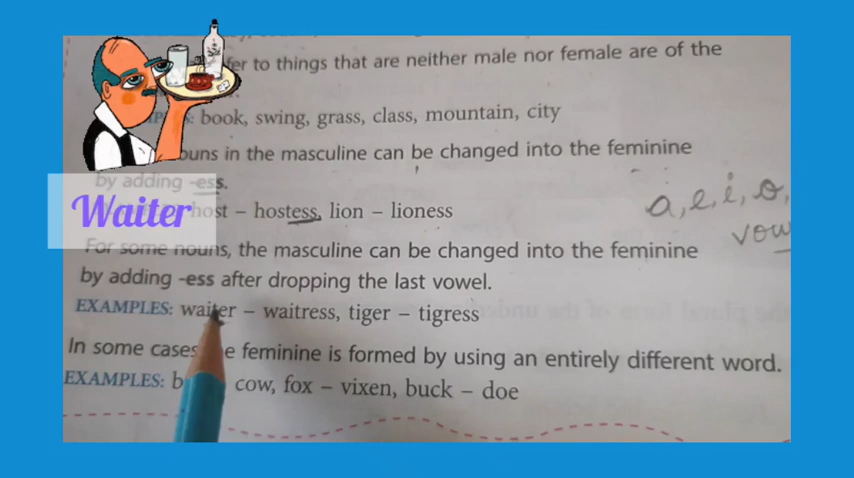 fer to things that are neither male nor female are of the
book, swing, grass, class, mountain, city
ouns in the masculine can be changed into the feminine
by adding -ess.
Waiter
host – hostess, lion – lioness
a, e, i, o,
vow
For some nouns, the masculine can be changed into the feminine
by adding -ess after dropping the last vowel.
EXAMPLES: waiter – waitress, tiger – tigress
In some cases e feminine is formed by using an entirely different word.
EXAMPLES: b cow, fox – vixen, buck – doe